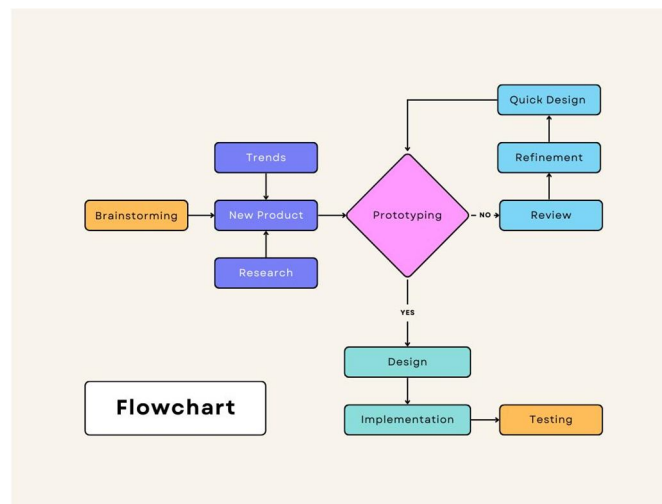 Quick Design
Trends
Refinement
Brainstorming
New Product
Prototyping
NO
Review
Research
YES
Design
Flowchart
Implementation
Testing